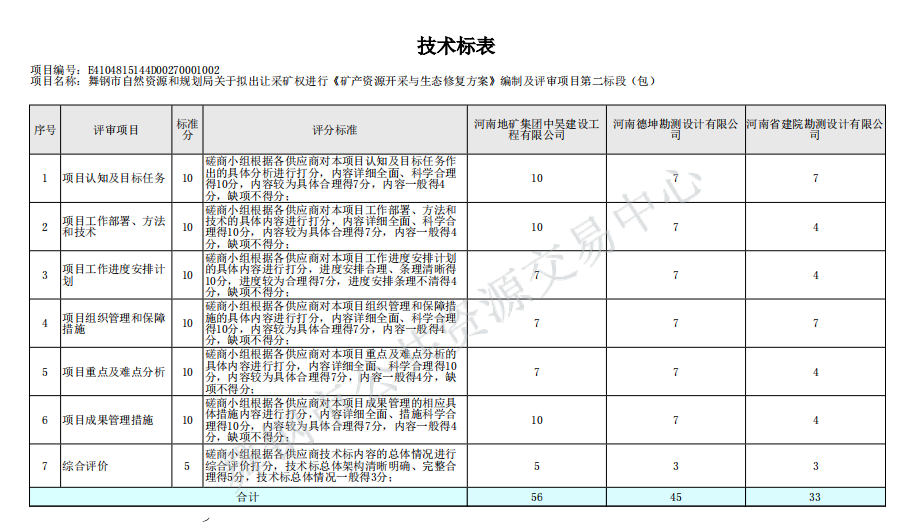 技术标表
项目编号: E4104815144D00270001002
项目名称: 舞钢市自然资源和规划局关于拟出让采矿权进行《矿产资源开采与生态修复方案》编制及评审项目第二标段（包）
序号 评审项目 标准分 评分标准 河南地矿集团中昊建设工程有限公司 河南德坤勘测设计有限公司 河南省建院勘测设计有限公司
1 项目认知及目标任务 10 磋商小组根据各供应商对本项目认知及目标任务作出的具体分析进行打分，内容详细全面、科学合理得10分，内容较为具体合理得7分，内容一般得4分，缺项不得分； 10 7 7
2 项目工作部署、方法和技术 10 磋商小组根据各供应商对本项目工作部署、方法和技术的具体内容进行打分，内容详细全面、科学合理得10分，内容较为具体合理得7分，内容一般得4分，缺项不得分； 10 7 4
3 项目工作进度安排计划 10 磋商小组根据各供应商对本项目工作进度安排计划的具体内容进行打分，进度安排合理、条理清晰得10分，进度较为合理得7分，进度安排条理不清得4分，缺项不得分； 7 7 4
4 项目组织管理和保障措施 10 磋商小组根据各供应商对本项目组织管理和保障措施的具体内容进行打分，内容详细全面、科学合理得10分，内容较为具体合理得7分，内容一般得4分，缺项不得分； 7 7 7
5 项目重点及难点分析 10 磋商小组根据各供应商对本项目重点及难点分析的具体内容进行打分，内容详细全面、科学合理得10分，内容较为具体合理得7分，内容一般得4分，缺项不得分； 7 7 4
6 项目成果管理措施 10 磋商小组根据各供应商对本项目成果管理的相应具体措施内容进行打分，内容详细全面、措施科学合理得10分，内容较为具体合理得7分，内容一般得4分，缺项不得分； 10 7 4
7 综合评价 5 磋商小组根据各供应商技术标内容的总体情况进行综合评价打分，技术标总体架构清晰明确、完整合理得5分，技术标总体情况一般得3分； 5 3 3
合计 56 45 33
舞钢市公共资源交易中心